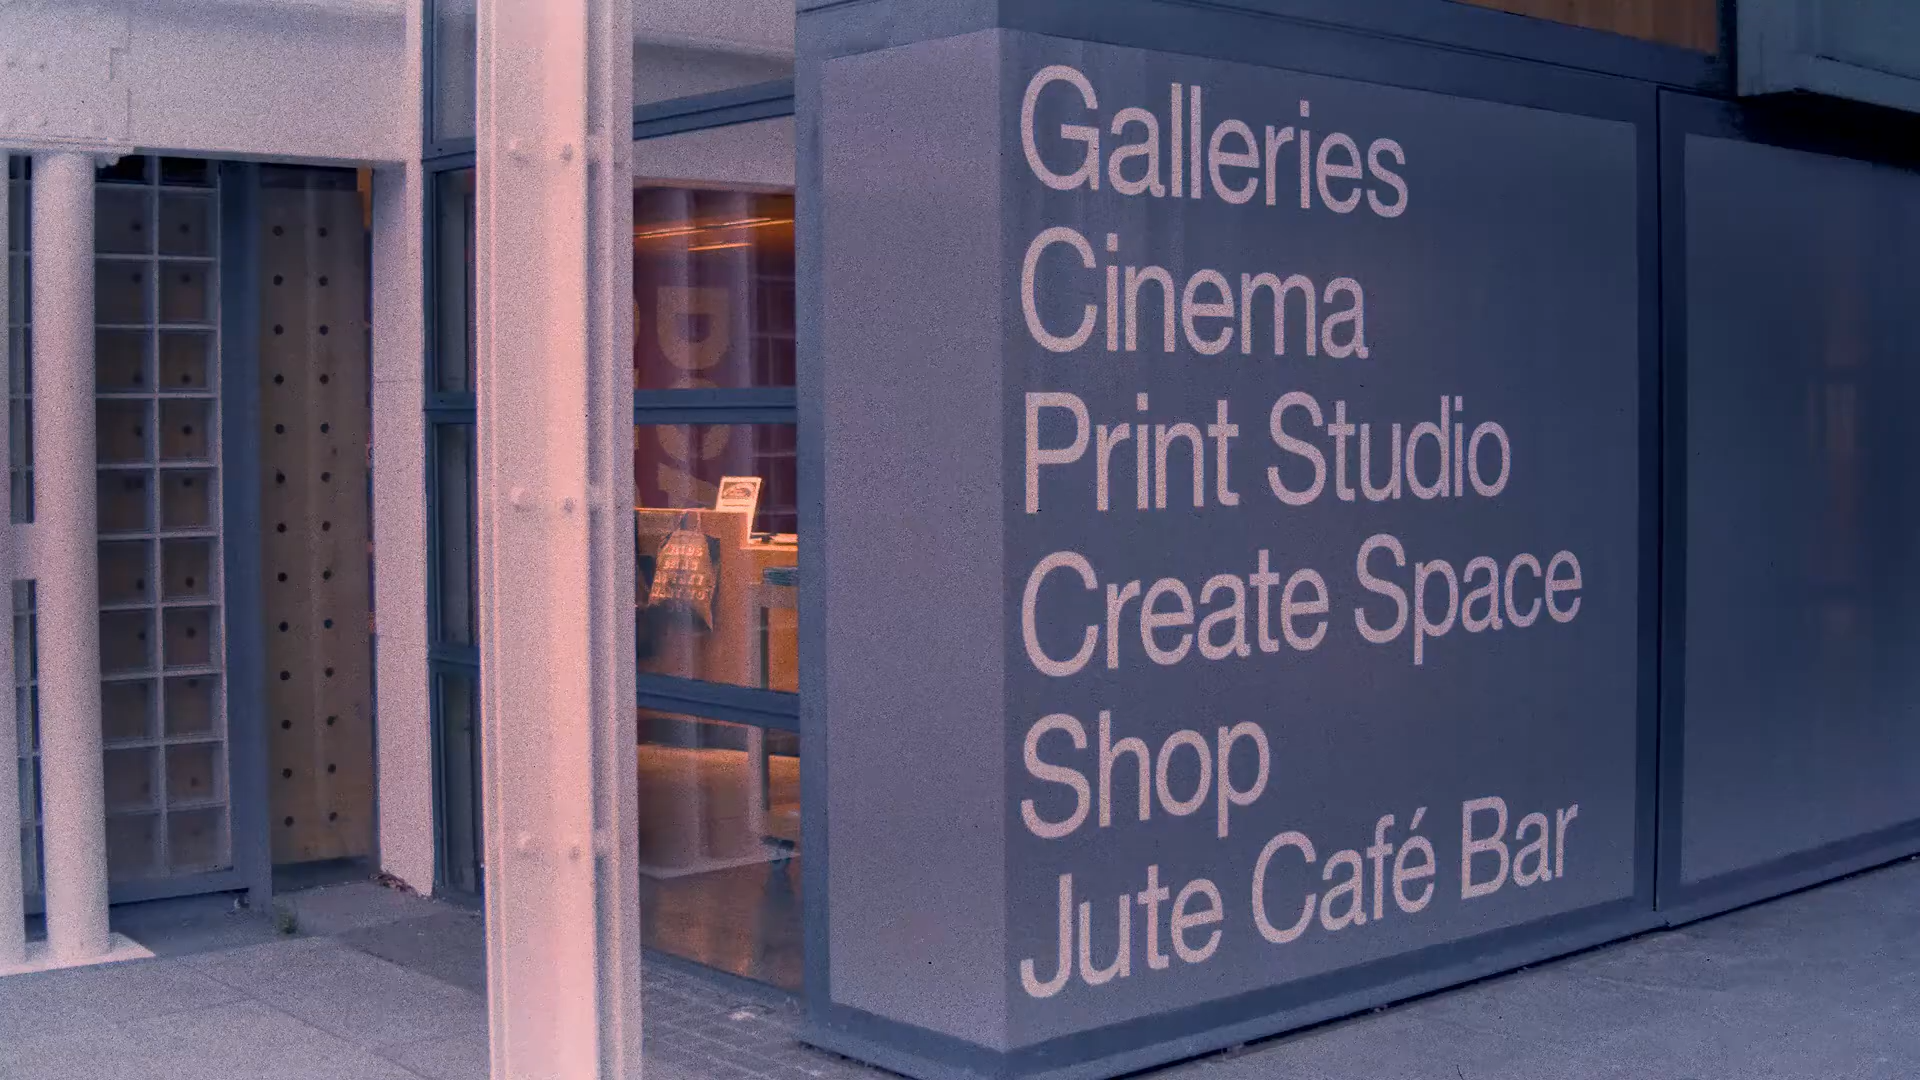 Galleries
Cinema
Print Studio
Create Space
Shop
Jute Café Bar